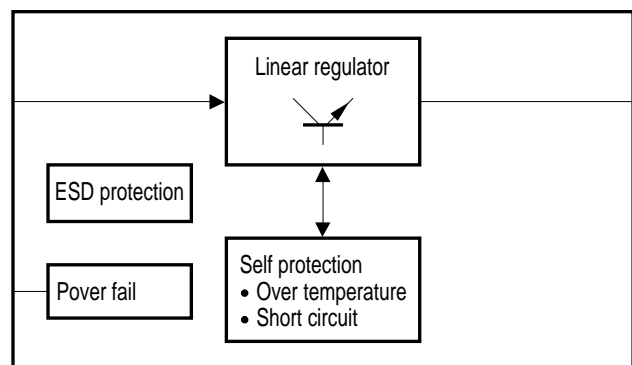 Linear regulator
ESD protection
Self protection
• Over temperature
• Short circuit
Pover fail